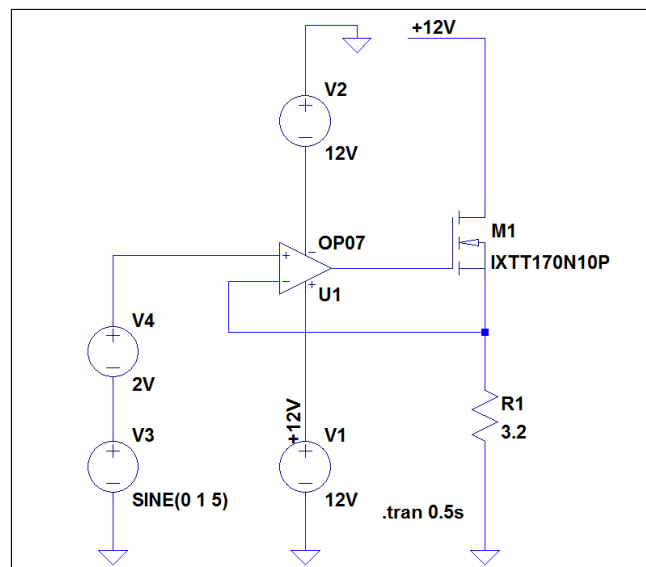 +12V
V2
12V
OP07
U1
M1
IXTT170N10P
V4
2V
+12V
V3
SINE(0 1 5)
V1
12V
R1
3.2
.tran 0.5s